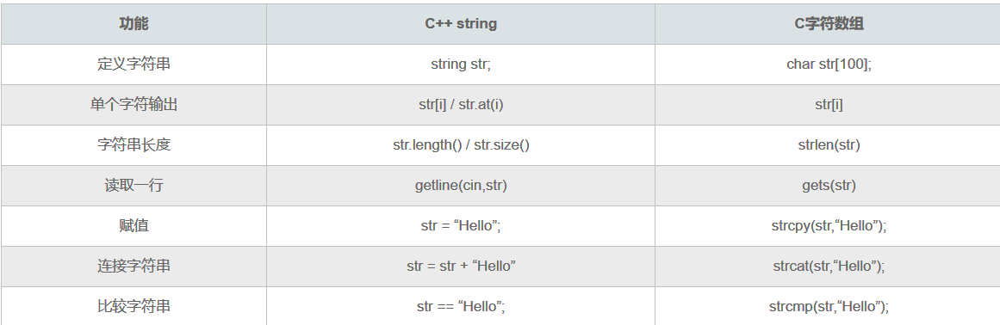 功能 C++ string C字符数组
定义字符串 string str; char str[100];
单个字符输出 str[i] / str.at(i) str[i]
字符串长度 str.length() / str.size() strlen(str)
读取一行 getline(cin,str) gets(str)
赋值 str = “Hello”; strcpy(str,“Hello”);
连接字符串 str = str + “Hello” strcat(str,“Hello”);
比较字符串 str == “Hello”; strcmp(str,“Hello”);